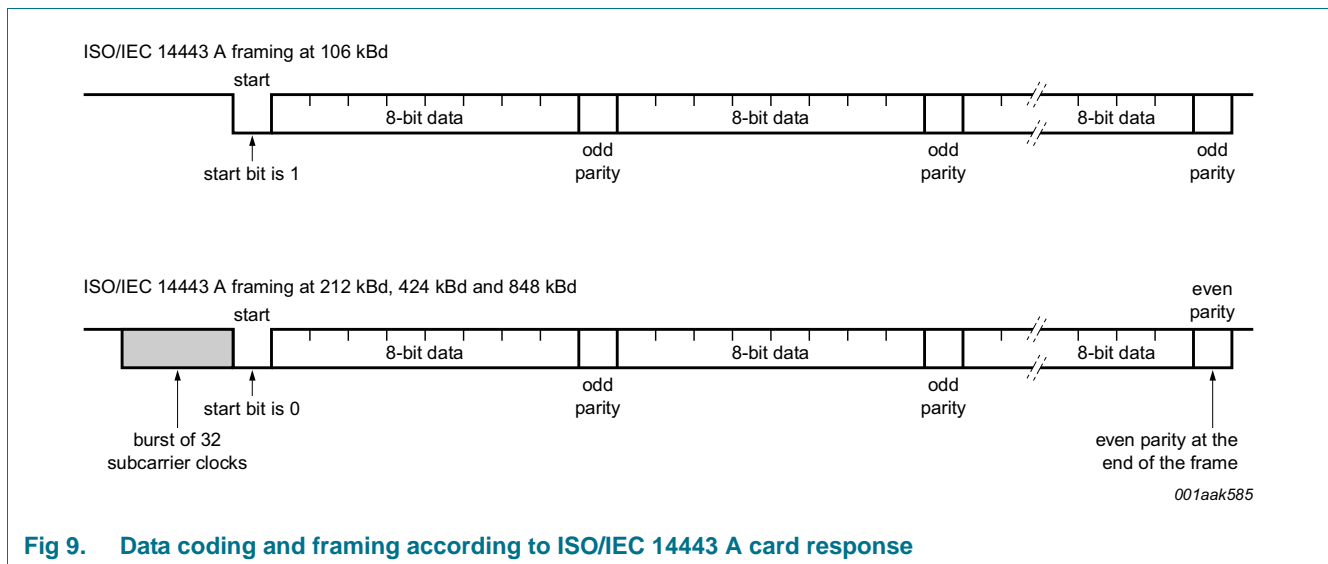 ISO/IEC 14443 A framing at 106 kBd
start
8-bit data
8-bit data
8-bit data
odd
parity
odd
parity
odd
parity
start bit is 1
ISO/IEC 14443 A framing at 212 kBd, 424 kBd and 848 kBd
even
parity
start
8-bit data
8-bit data
8-bit data
odd
parity
odd
parity
start bit is 0
burst of 32
subcarrier clocks
even parity at the
end of the frame
001aak585
Fig 9. Data coding and framing according to ISO/IEC 14443 A card response